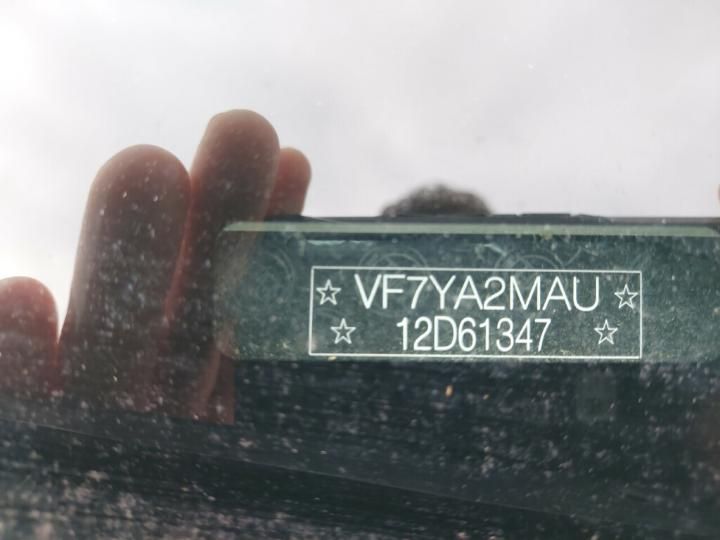 ☆ VF7YA2MAU ☆
☆ 12D61347 ☆